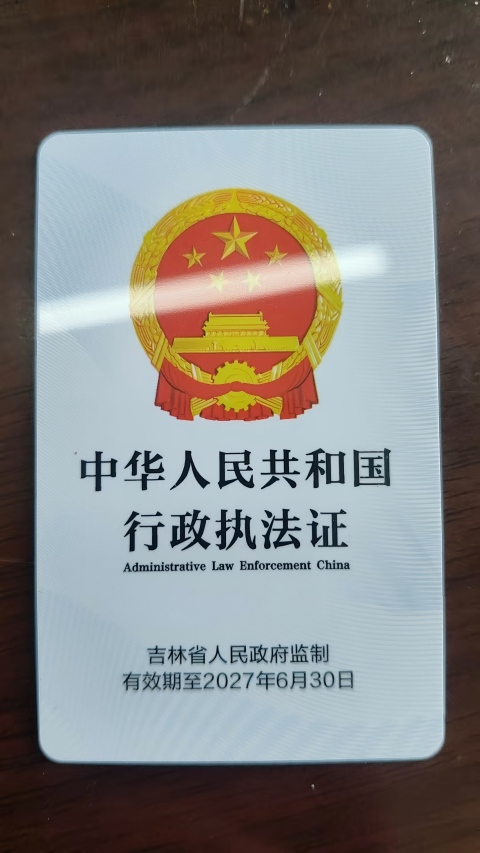 中华人民共和国
行政执法证
Administrative Law Enforcement China
吉林省人民政府监制
有效期至2027年6月30日